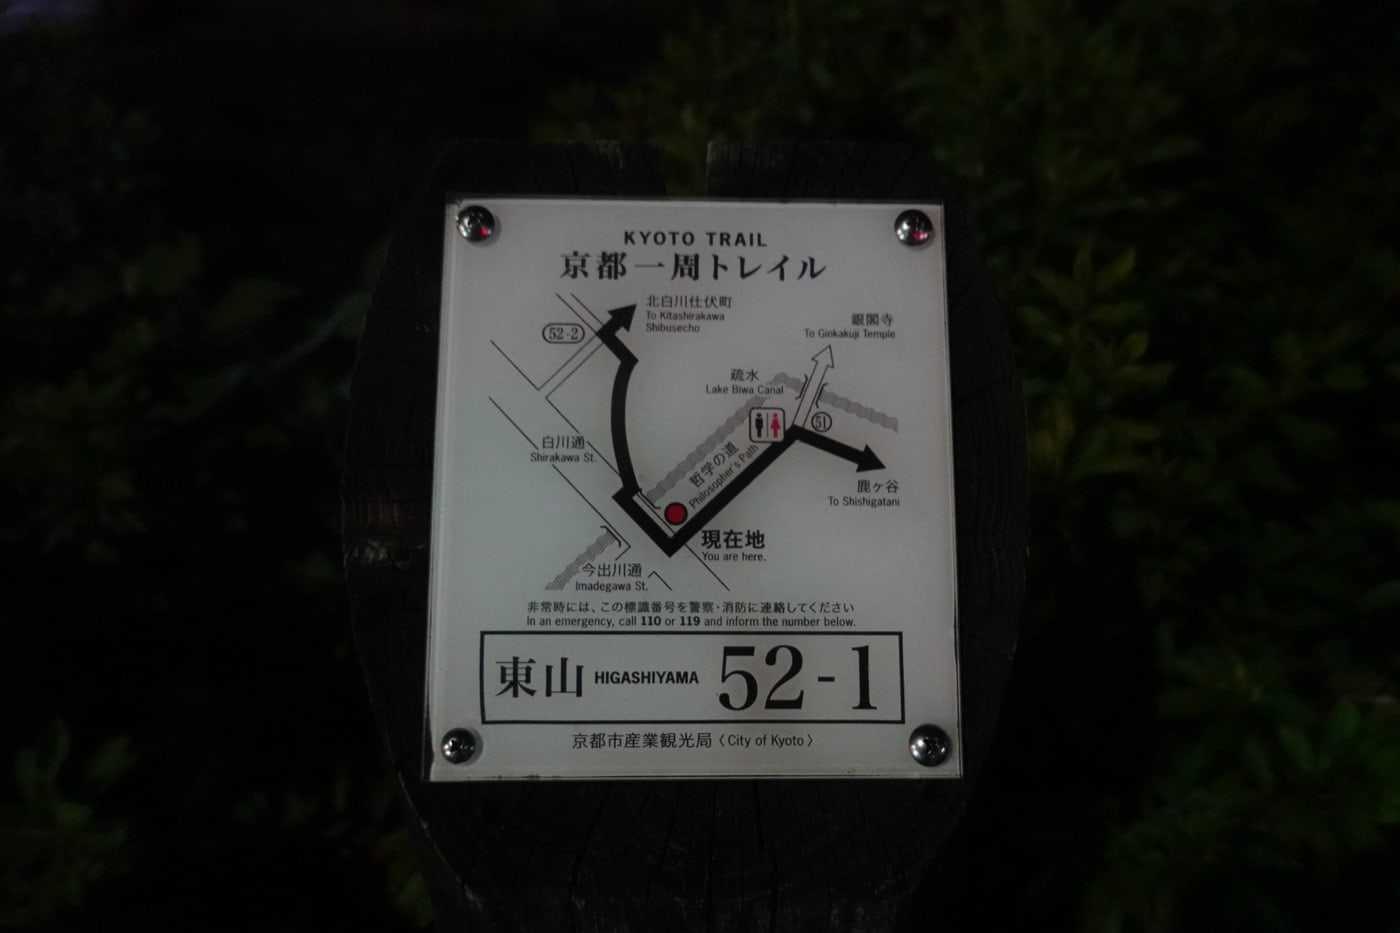 KYOTO TRAIL
京都一周トレイル
北白川仕伏町
To Kitashirakawa
Shibusecho
52-2
銀閣寺
To Ginkakuji Temple
疏水
Lake Biwa Canal
51
白川通
Shirakawa St.
哲学の道
Philosopher's Path
鹿ヶ谷
To Shishigatani
現在地
You are here.
今出川通
Imadegawa St.
非常時には、この標識番号を警察・消防に連絡してください
In an emergency, call 110 or 119 and inform the number below.
東山 HIGASHIYAMA 52-1
京都市産業観光局〈City of Kyoto〉